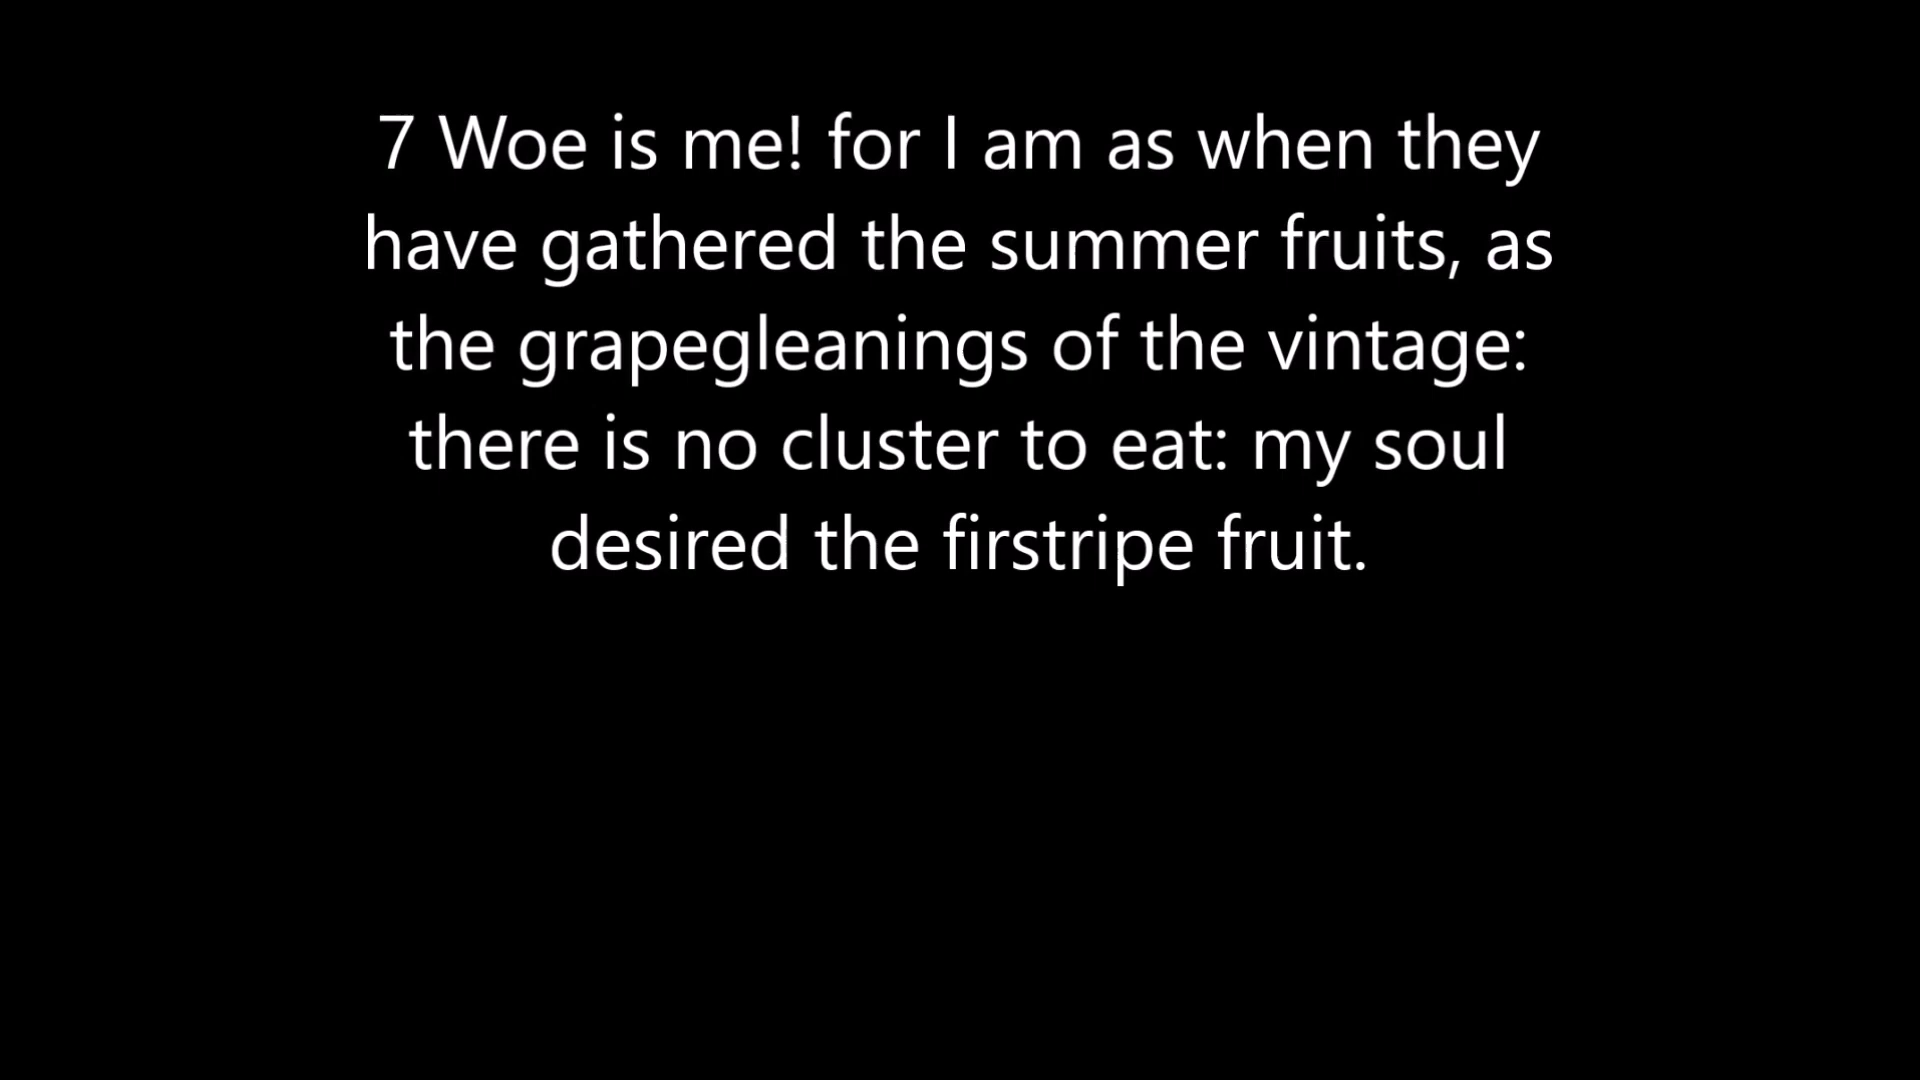 7 Woe is me! for I am as when they
have gathered the summer fruits, as
the grapegleanings of the vintage:
there is no cluster to eat: my soul
desired the firstripe fruit.